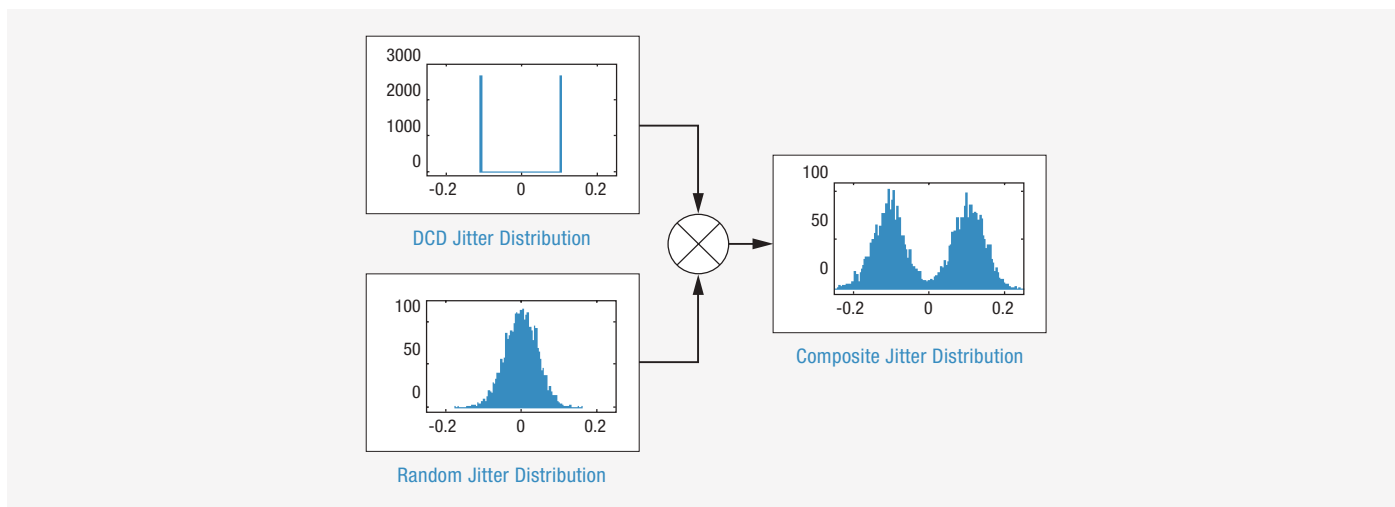 3000
2000
1000
0
-0.2 0 0.2
DCD Jitter Distribution
100
50
0
-0.2 0 0.2
Random Jitter Distribution
100
50
0
-0.2 0 0.2
Composite Jitter Distribution